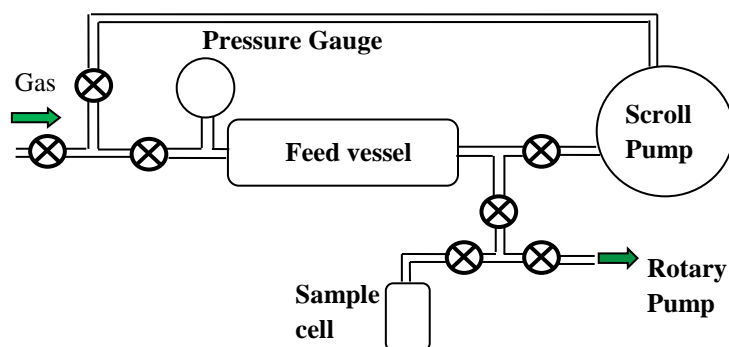 Pressure Gauge
Gas
Feed vessel
Scroll
Pump
Sample
cell
Rotary
Pump